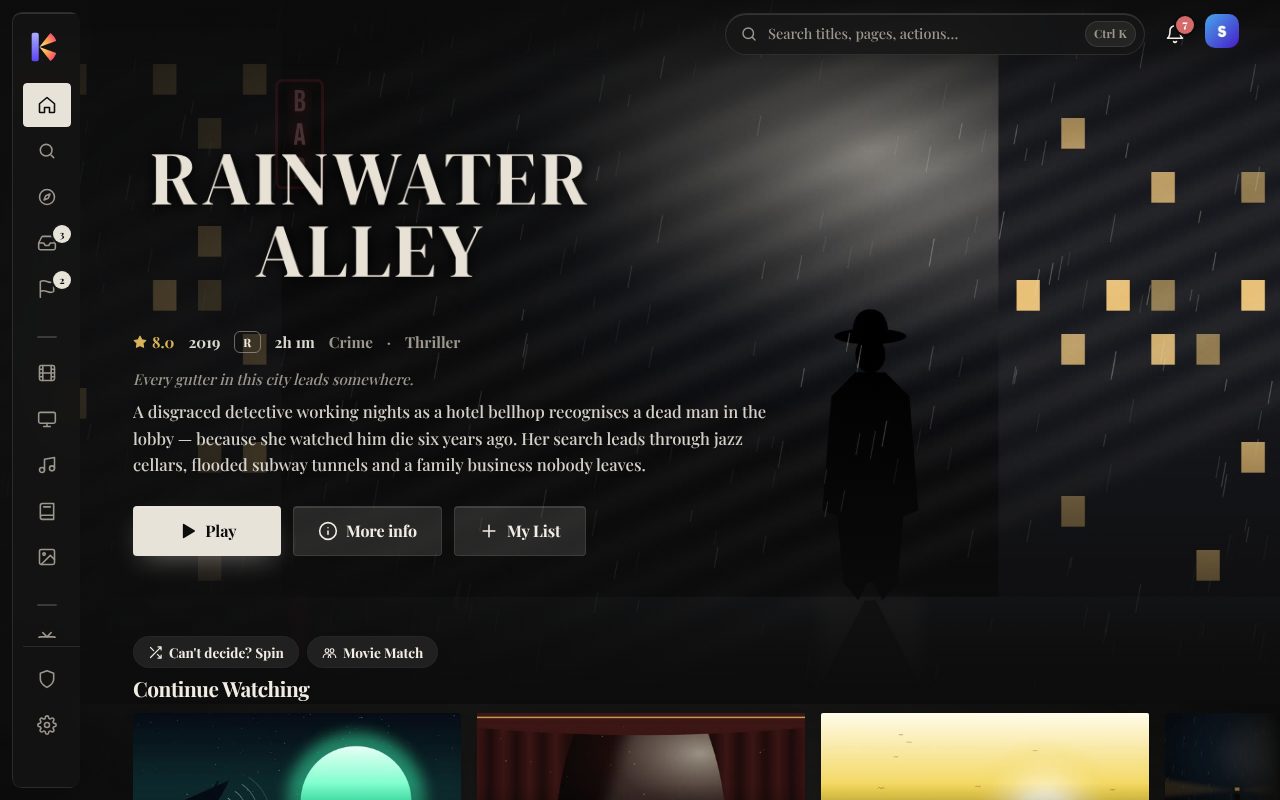 Search titles, pages, actions...
Ctrl K
7
S
3
2
B
A
RAINWATER
ALLEY
8.0 2019 R 2h 1m Crime · Thriller
Every gutter in this city leads somewhere.
A disgraced detective working nights as a hotel bellhop recognises a dead man in the
lobby — because she watched him die six years ago. Her search leads through jazz
cellars, flooded subway tunnels and a family business nobody leaves.
Play
More info
My List
Can't decide? Spin
Movie Match
Continue Watching